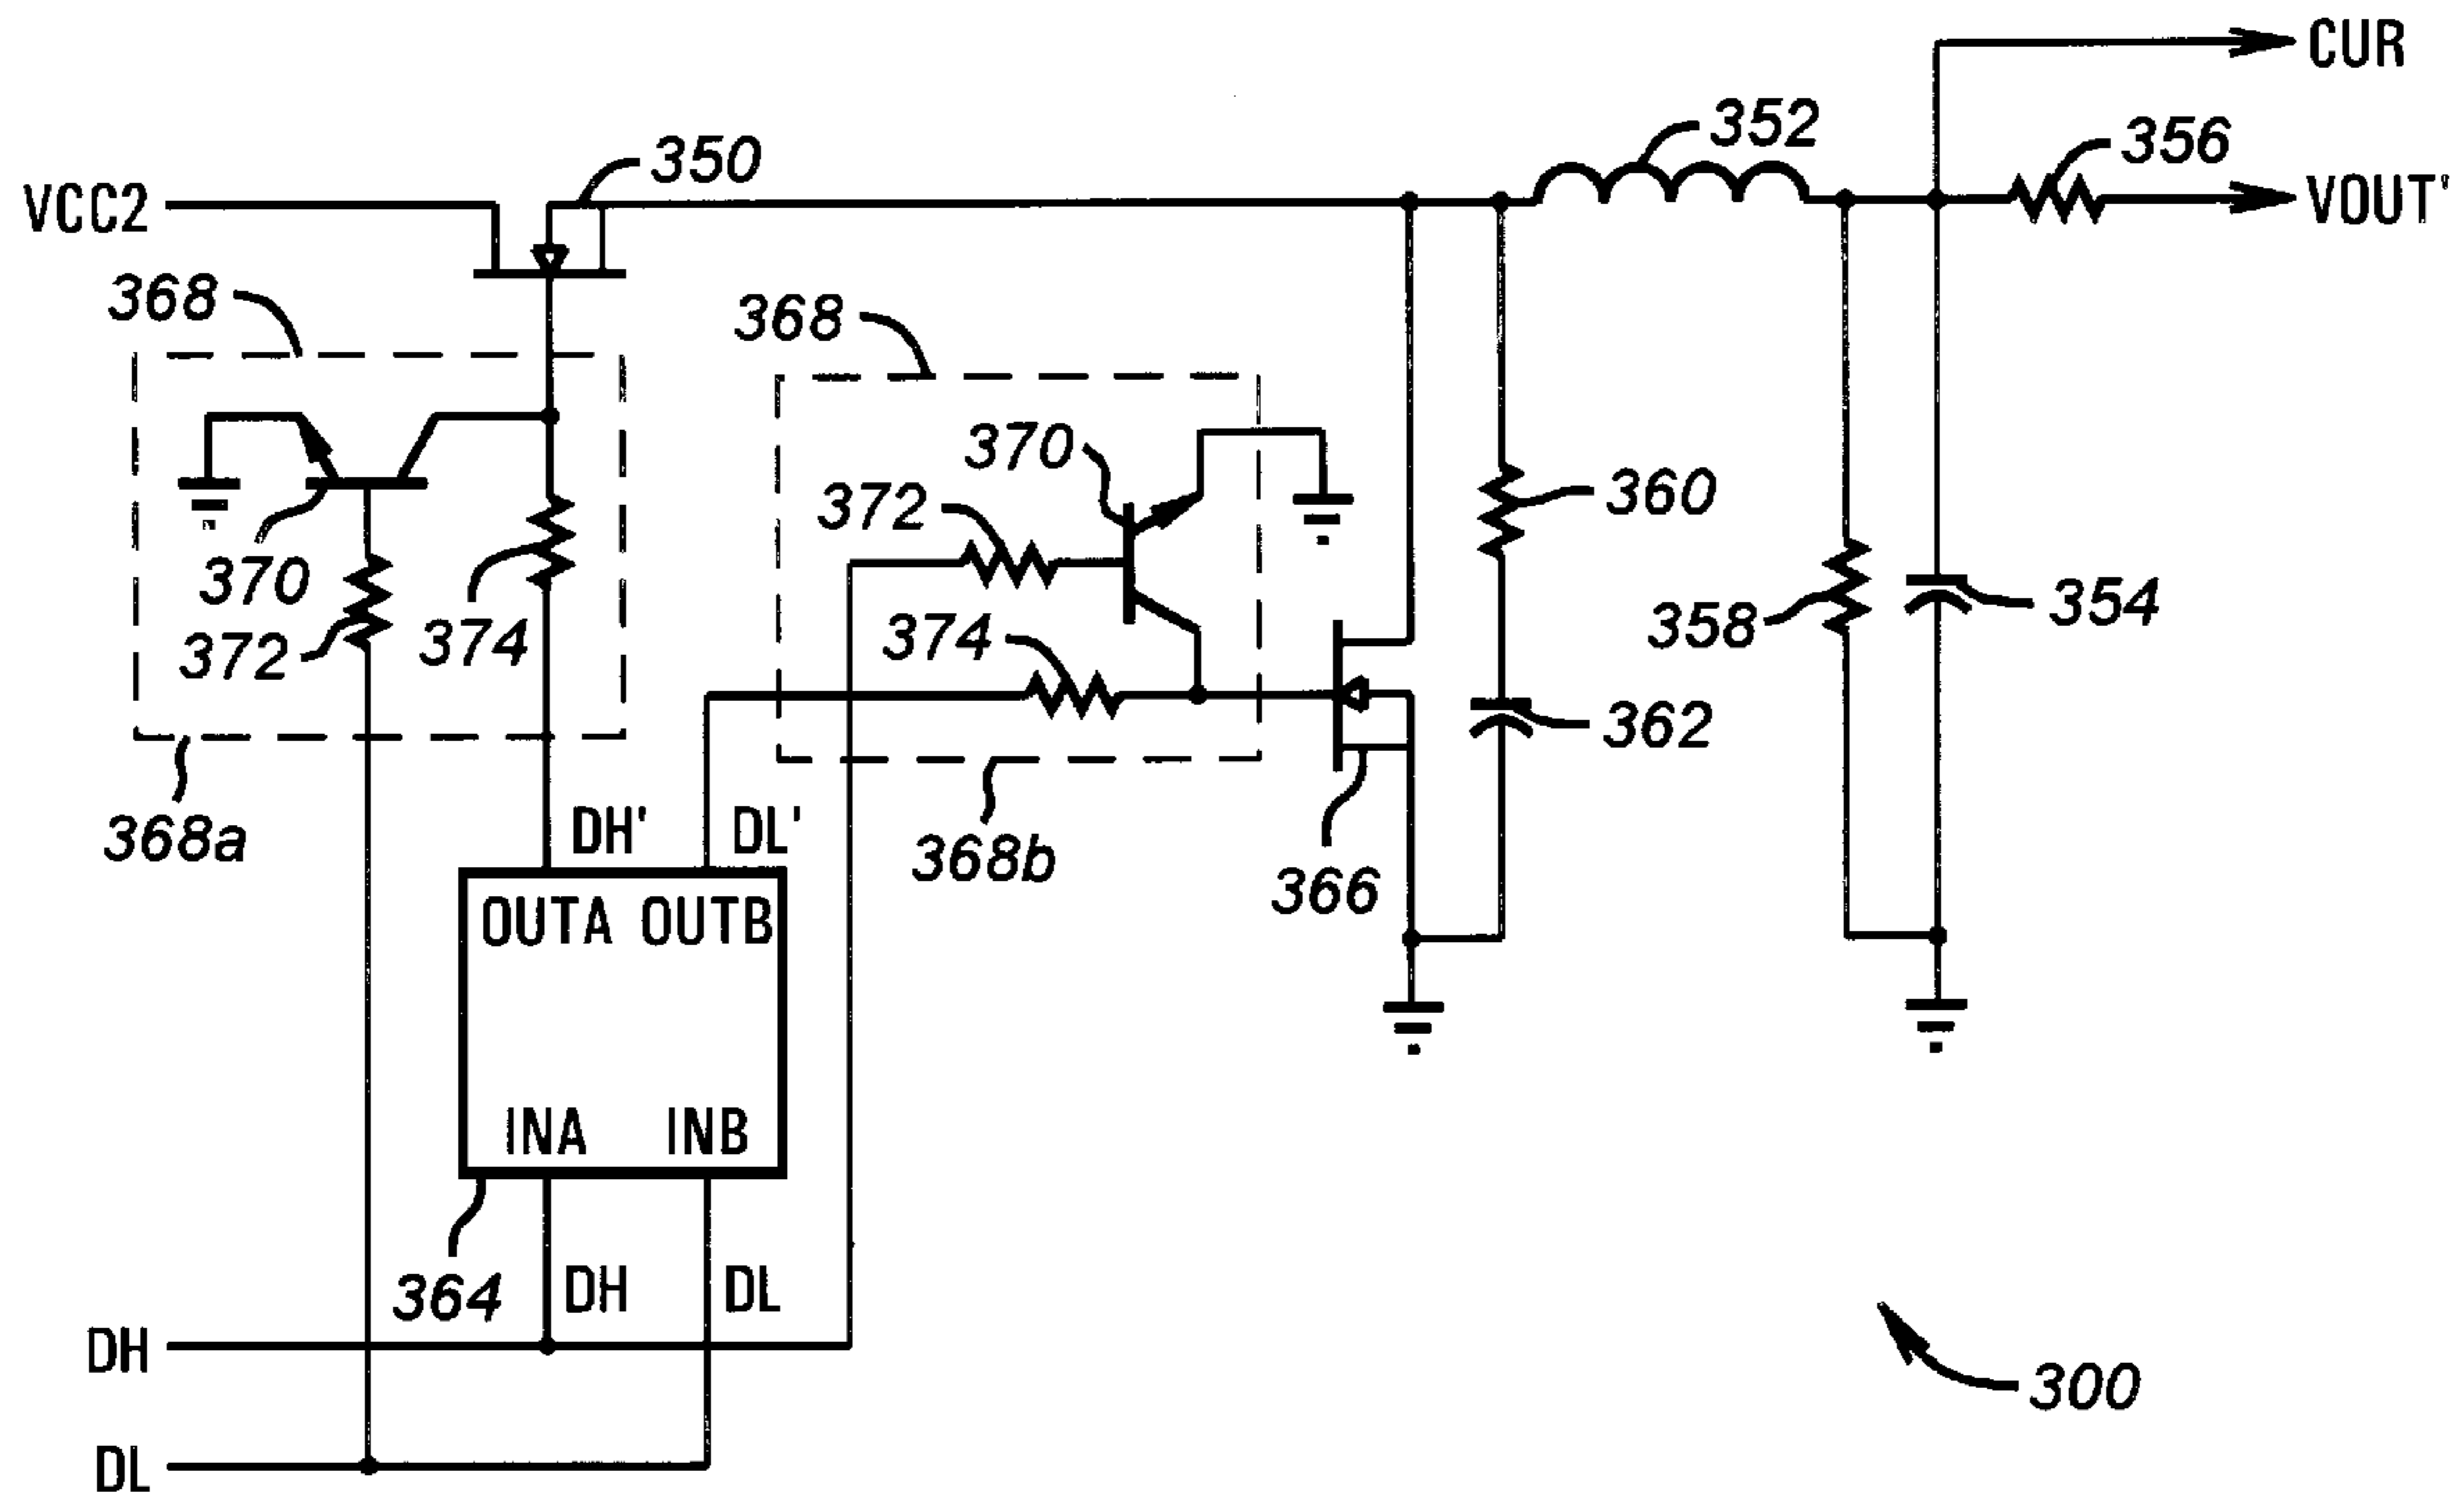 CUR
352
356
350
VCC2
VOUT'
368
368
370
372
360
370
374
358
354
372
374
362
DH'
DL'
368a
368b
366
OUTA OUTB
INA INB
364
DH
DL
DH
300
DL